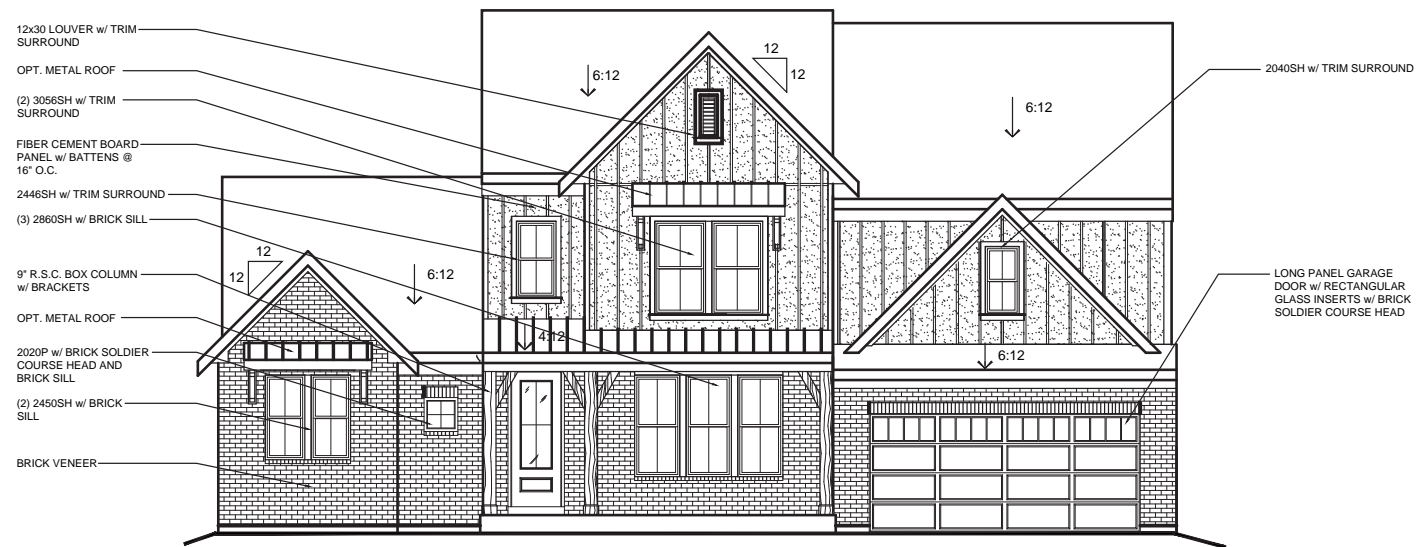 12x30 LOUVER w/ TRIM
SURROUND
OPT. METAL ROOF
(2) 3056SH w/ TRIM
SURROUND
FIBER CEMENT BOARD
PANEL w/ BATTENS @
16" O.C.
2446SH w/ TRIM SURROUND
(3) 2860SH w/ BRICK SILL
9" R.S.C. BOX COLUMN
w/ BRACKETS
OPT. METAL ROOF
2020P w/ BRICK SOLDIER
COURSE HEAD AND
BRICK SILL
(2) 2450SH w/ BRICK
SILL
BRICK VENEER
12
12
6:12
6:12
12
12
4:12
6:12
6:12
2040SH w/ TRIM SURROUND
LONG PANEL GARAGE
DOOR w/ RECTANGULAR
GLASS INSERTS w/ BRICK
SOLDIER COURSE HEAD